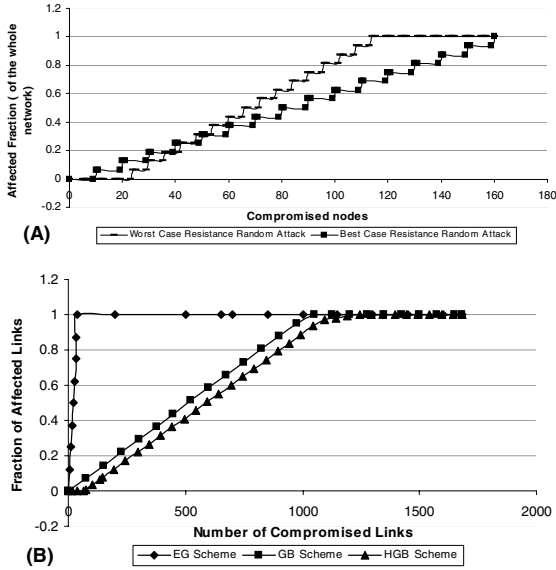 Affected Fraction ( of the whole
network)
1.2
1
0.8
0.6
0.4
0.2
0
-0.2
0 20 40 60 80 100 120 140 160 180
Compromised nodes
(A)
Worst Case Resistance Random Attack Best Case Resistance Random Attack
Fraction of Affected Links
1.2
1
0.8
0.6
0.4
0.2
0
-0.2
0 500 1000 1500 2000
Number of Compromised Links
(B)
EG Scheme GB Scheme HGB Scheme